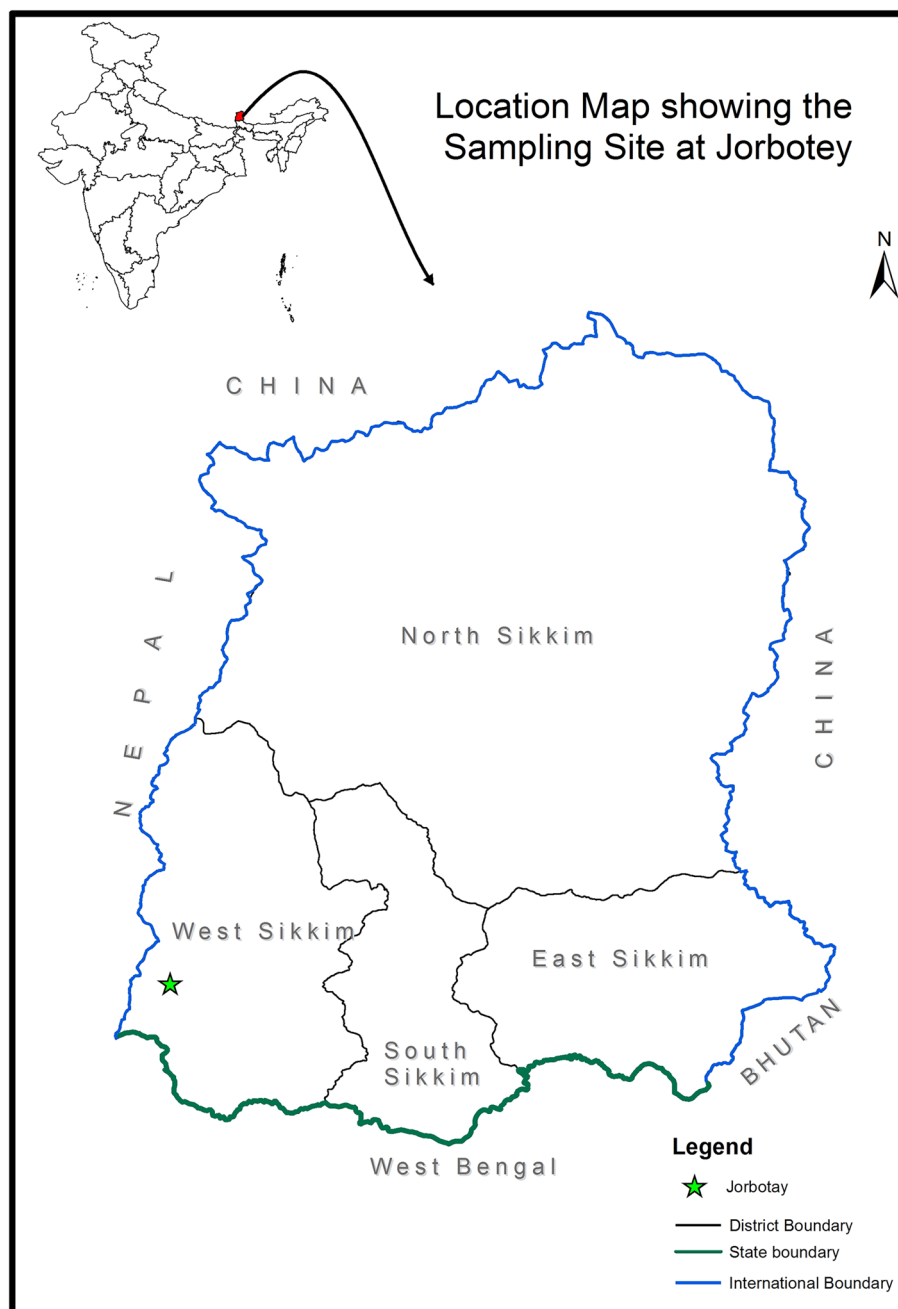 Location Map showing the
Sampling Site at Jorbotey
N
CHINA
NEPAL
North Sikkim
CHINA
West Sikkim
East Sikkim
South
Sikkim
BHUTAN
West Bengal
Legend
Jorbotay
District Boundary
State boundary
International Boundary